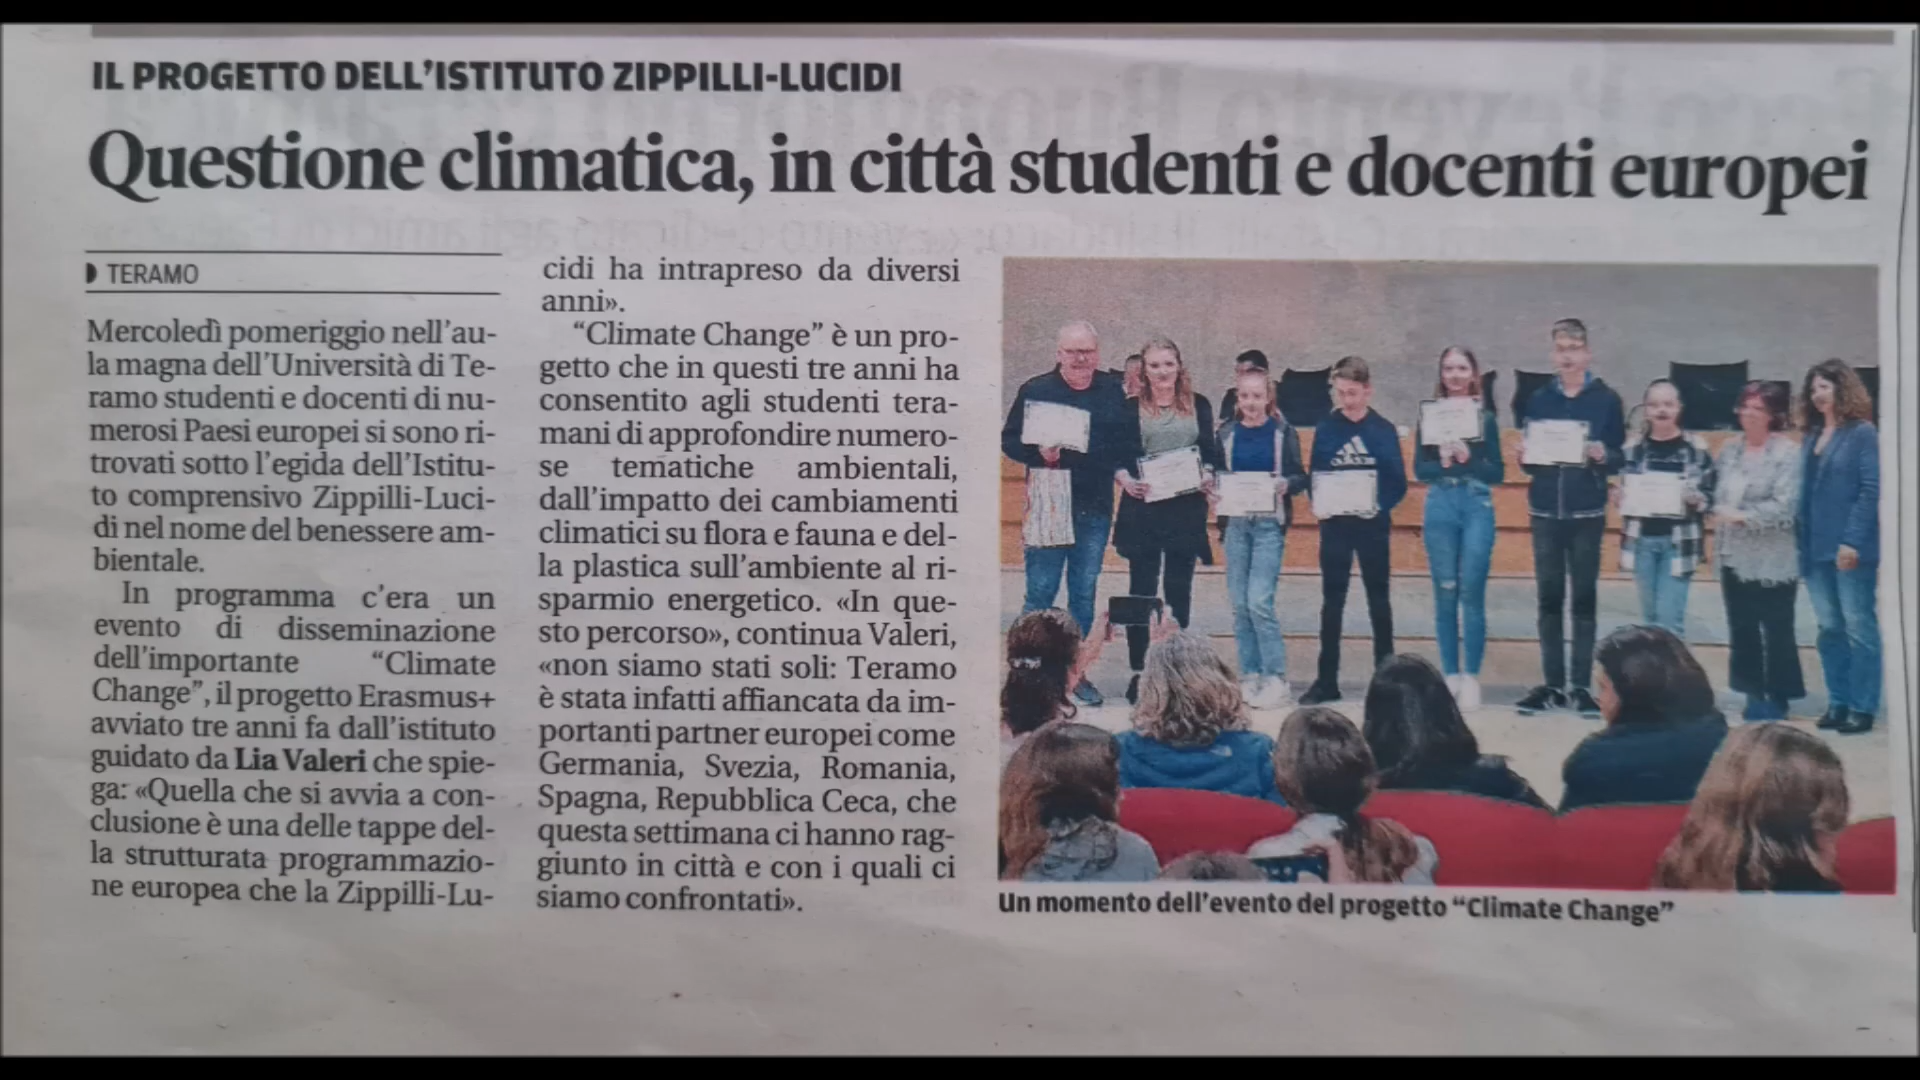 IL PROGETTO DELL'ISTITUTO ZIPPILLI-LUCIDI
Questione climatica, in città studenti e docenti europei
TERAMO
Mercoledì pomeriggio nell'au-
la magna dell'Università di Te-
ramo studenti e docenti di nu-
merosi Paesi europei si sono ri-
trovati sotto l'egida dell'Istitu-
to comprensivo Zippilli-Luci-
di nel nome del benessere am-
bientale.
In programma c'era un
evento di disseminazione
dell'importante “Climate
Change”, il progetto Erasmus+
avviato tre anni fa dall'istituto
guidato da Lia Valeri che spie-
ga: «Quella che si avvia a con-
clusione è una delle tappe del-
la strutturata programmazio-
ne europea che la Zippilli-Lu-
cidi ha intrapreso da diversi
anni».
“Climate Change” è un pro-
getto che in questi tre anni ha
consentito agli studenti tera-
mani di approfondire numero-
se tematiche ambientali,
dall'impatto dei cambiamenti
climatici su flora e fauna e del-
la plastica sull'ambiente al ri-
sparmio energetico. «In que-
sto percorso», continua Valeri,
«non siamo stati soli: Teramo
è stata infatti affiancata da im-
portanti partner europei come
Germania, Svezia, Romania,
Spagna, Repubblica Ceca, che
questa settimana ci hanno rag-
giunto in città e con i quali ci
siamo confrontati».
Un momento dell'evento del progetto “Climate Change”